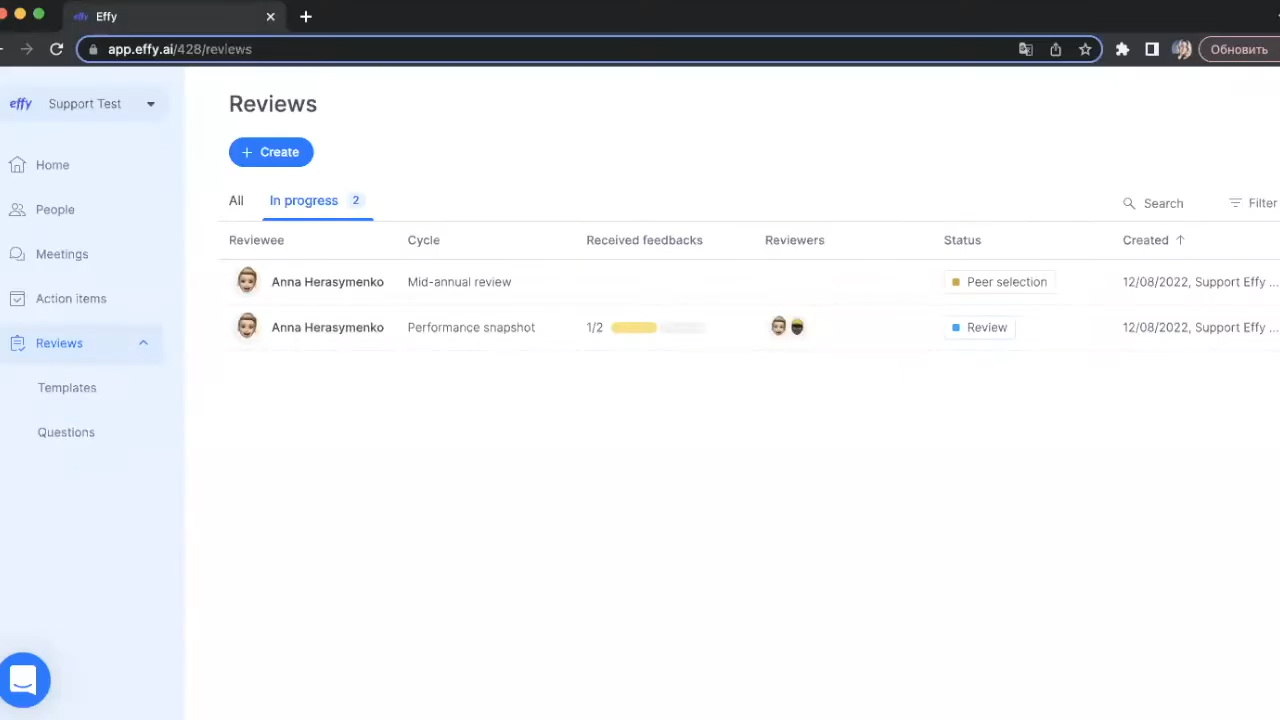 effy Effy
app.effy.ai/428/reviews Обновить
effy Support Test
Home
People
Meetings
Action items
Reviews
Templates
Questions
Reviews
+ Create
All In progress 2
Search Filter
Reviewee Cycle Received feedbacks Reviewers Status Created ↑
Anna Herasymenko Mid-annual review Peer selection 12/08/2022, Support Effy ...
Anna Herasymenko Performance snapshot 1/2 Review 12/08/2022, Support Effy ...